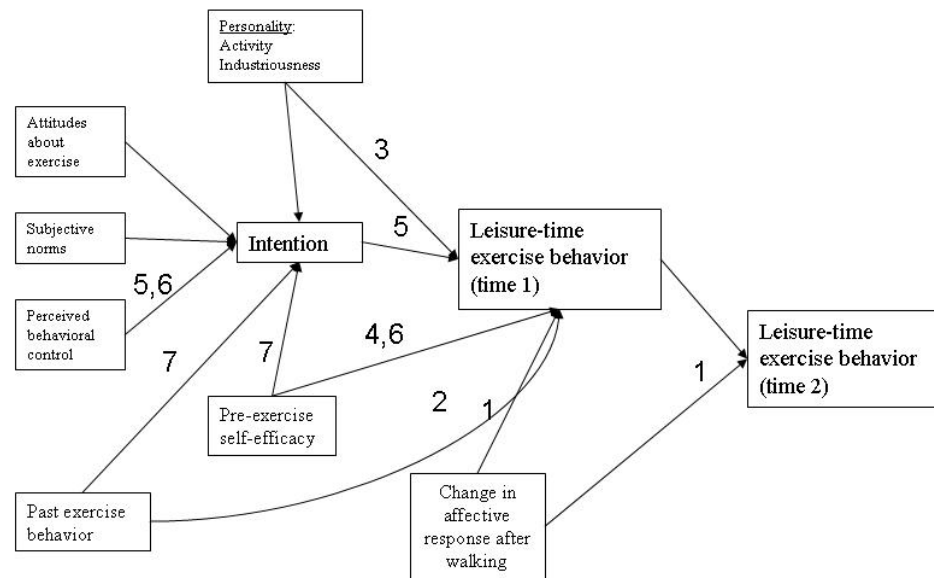 Personality:
Activity
Industriousness
Attitudes
about
exercise
3
Subjective
norms
Intention
5
Leisure-time
exercise behavior
(time 1)
5,6
Perceived
behavioral
control
7
7
4,6
Leisure-time
exercise behavior
(time 2)
1
Pre-exercise
self-efficacy
2
1
Past exercise
behavior
Change in
affective
response after
walking